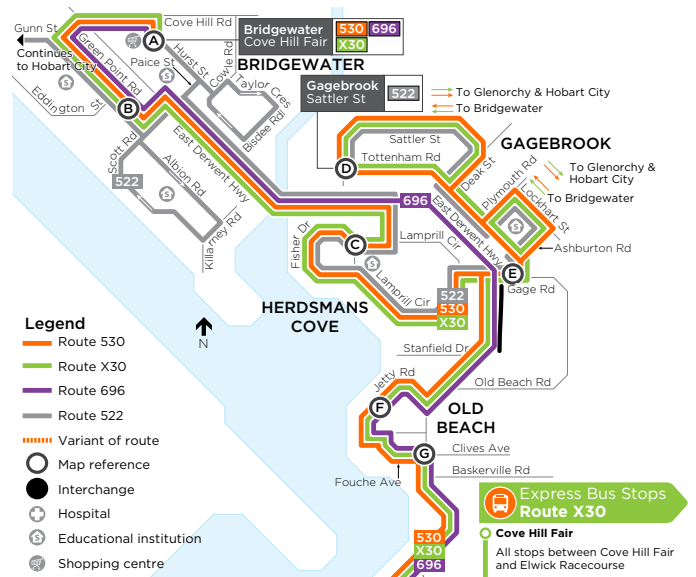 Gunn St
Continues
to Hobart City
Cove Hill Rd
A
Bridgewater
Cove Hill Fair
530
696
X30
BRIDGEWATER
Green Point Rd
Paice St
Hurst St
Cowle Rd
Taylor Cres
Bisdee Rd
Eddington St
B
Gagebrook
Sattler St
522
To Glenorchy & Hobart City
To Bridgewater
GAGEBROOK
Sattler St
Tottenham Rd
D
Deak St
Plymouth Rd
Lockhart St
To Glenorchy &
Hobart City
To Bridgewater
Ashburton Rd
Scott Rd
522
Albion Rd
Killarney Rd
East Derwent Hwy
696
East Derwent Hwy
Fisher Dr
C
Lamprill Cir
Lamprill Cir
E
Gage Rd
522
530
X30
HERDSMANS
COVE
N
Stanfield Dr
Old Beach Rd
Jetty Rd
F
OLD
BEACH
G
Clives Ave
Baskerville Rd
Fouche Ave
530
X30
696
Legend
Route 530
Route X30
Route 696
Route 522
Variant of route
Map reference
Interchange
Hospital
Educational institution
Shopping centre
Express Bus Stops
Route X30
Cove Hill Fair
All stops between Cove Hill Fair
and Elwick Racecourse